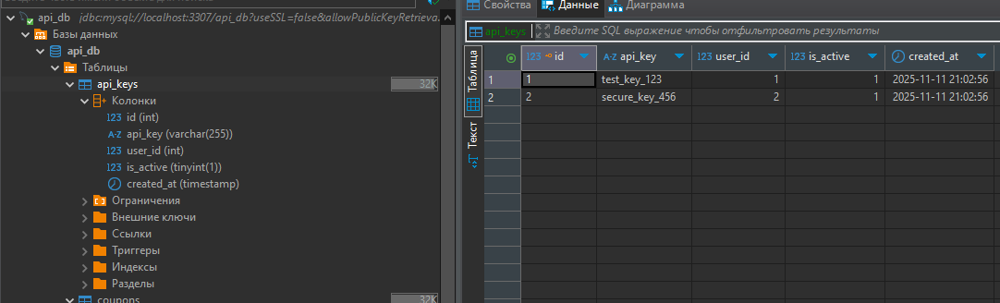 api_db jdbc:mysql://localhost:3307/api_db?useSSL=false&allowPublicKeyRetrieva.
Базы данных
api_db
Таблицы
api_keys 32K
Колонки
id (int)
api_key (varchar(255))
user_id (int)
is_active (tinyint(1))
created_at (timestamp)
Ограничения
Внешние ключи
Ссылки
Триггеры
Индексы
Разделы
coupons 32K
Свойства Данные Диаграмма
api_keys Введите SQL выражение чтобы отфильтровать результаты
Таблица
Текст
123 id A-Z api_key 123 user_id 123 is_active created_at
1 1 test_key_123 1 1 2025-11-11 21:02:56
2 2 secure_key_456 2 1 2025-11-11 21:02:56